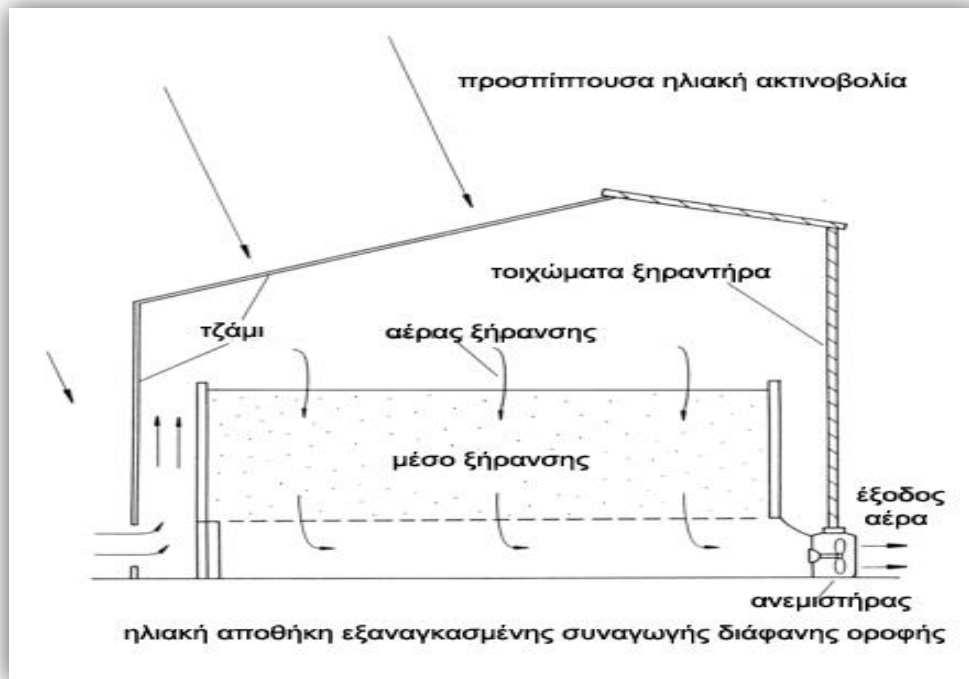 προσπίπτουσα ηλιακή ακτινοβολία
τοιχώματα ξηραντήρα
τζάμι
αέρας ξήρανσης
μέσο ξήρανσης
έξοδος
αέρα
ανεμιστήρας
ηλιακή αποθήκη εξαναγκασμένης συναγωγής διάφανης οροφής